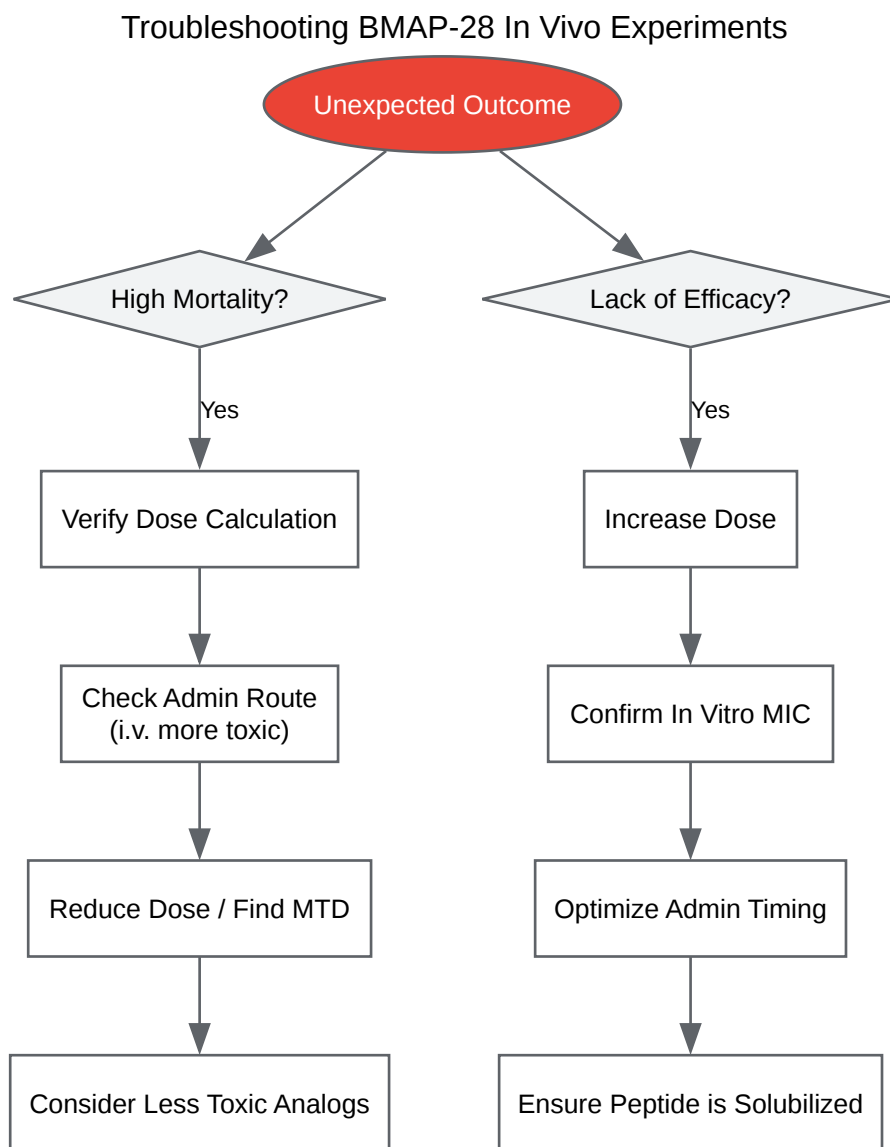 Troubleshooting BMAP-28 In Vivo Experiments
Unexpected Outcome
High Mortality?
Lack of Efficacy?
Yes
Yes
Verify Dose Calculation
Increase Dose
Check Admin Route
(i.v. more toxic)
Confirm In Vitro MIC
Reduce Dose / Find MTD
Optimize Admin Timing
Consider Less Toxic Analogs
Ensure Peptide is Solubilized